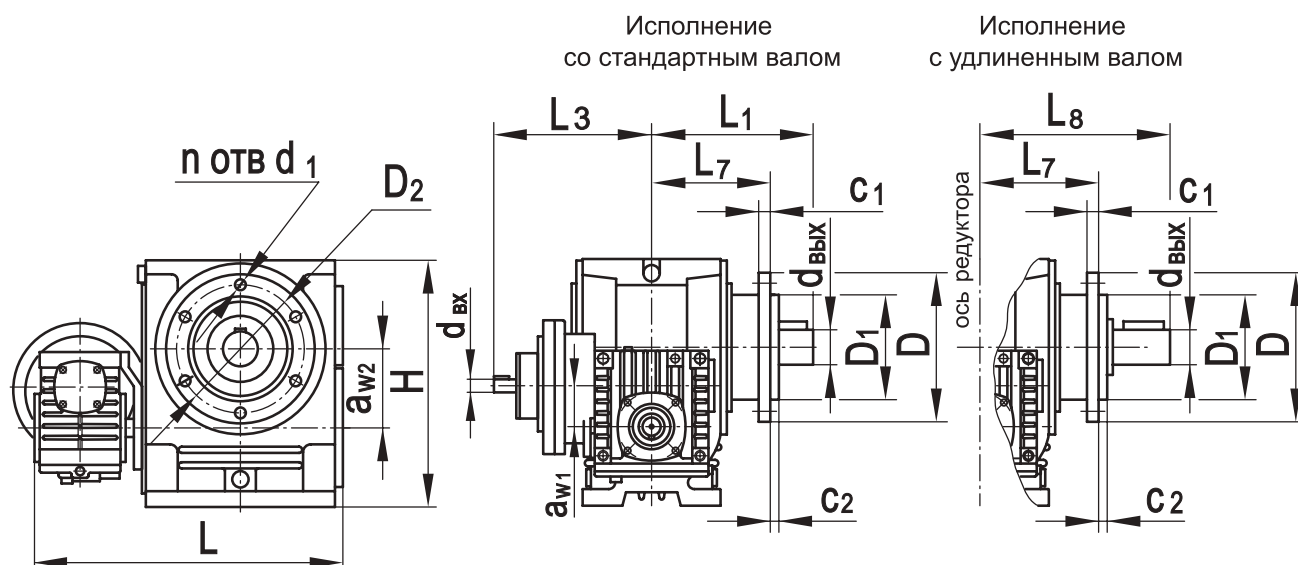 Исполнение
со стандартным валом
Исполнение
с удлиненным валом
L3
L1
L8
L7
L7
n отв d 1
D2
c1
c1
ось редуктора
dвых
dвых
dвх
D1
D
D1
D
aw2
H
aw1
c2
c2
L